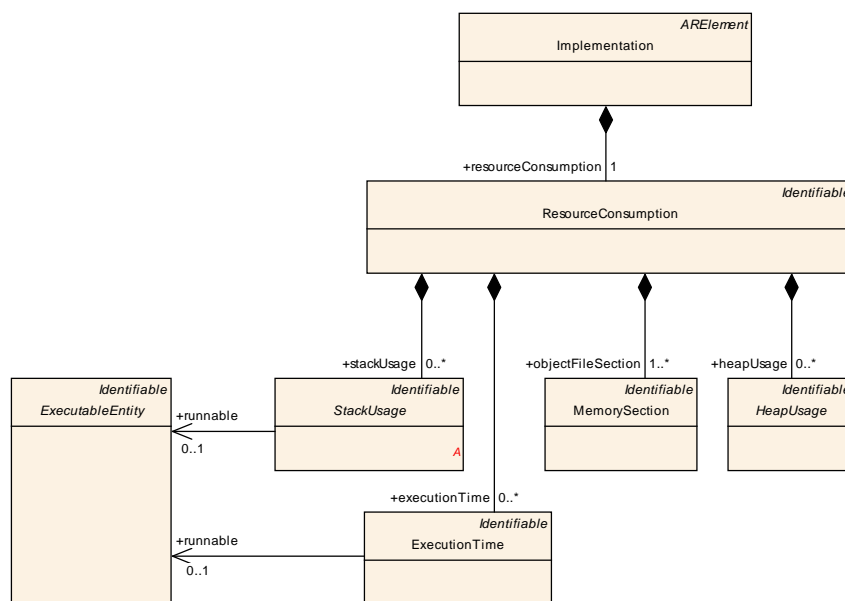 ARElement
Implementation
+resourceConsumption 1
Identifiable
ResourceConsumption
+stackUsage 0..*
+objectFileSection 1..*
+heapUsage 0..*
Identifiable
ExecutableEntity
Identifiable
StackUsage
A
Identifiable
MemorySection
Identifiable
HeapUsage
+runnable
0..1
+executionTime 0..*
Identifiable
ExecutionTime
+runnable
0..1